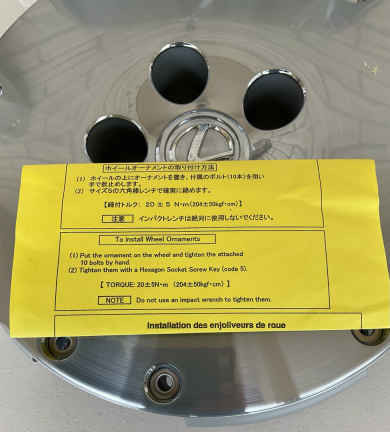 ホイールオーナメントの取り付け方法
(1) ホイールの上にオーナメントを置き、付属のボルト(10本)を用い
手で仮止めします。
(2) サイズ5の六角棒レンチで確実に締めます。
【締付トルク: 20 ± 5 N・m (204±50kgf・cm) 】
注意 インパクトレンチは絶対に使用しないでください。
To install Wheel Ornaments
(1) Put the ornament on the wheel and tighten the attached
10 bolts by hand.
(2) Tighten them with a Hexagon Socket Screw Key (code 5).
【 TORQUE: 20±5N・m (204±50kgf・cm) 】
NOTE Do not use an impact wrench to tighten them.
Installation des enjoliveurs de roue